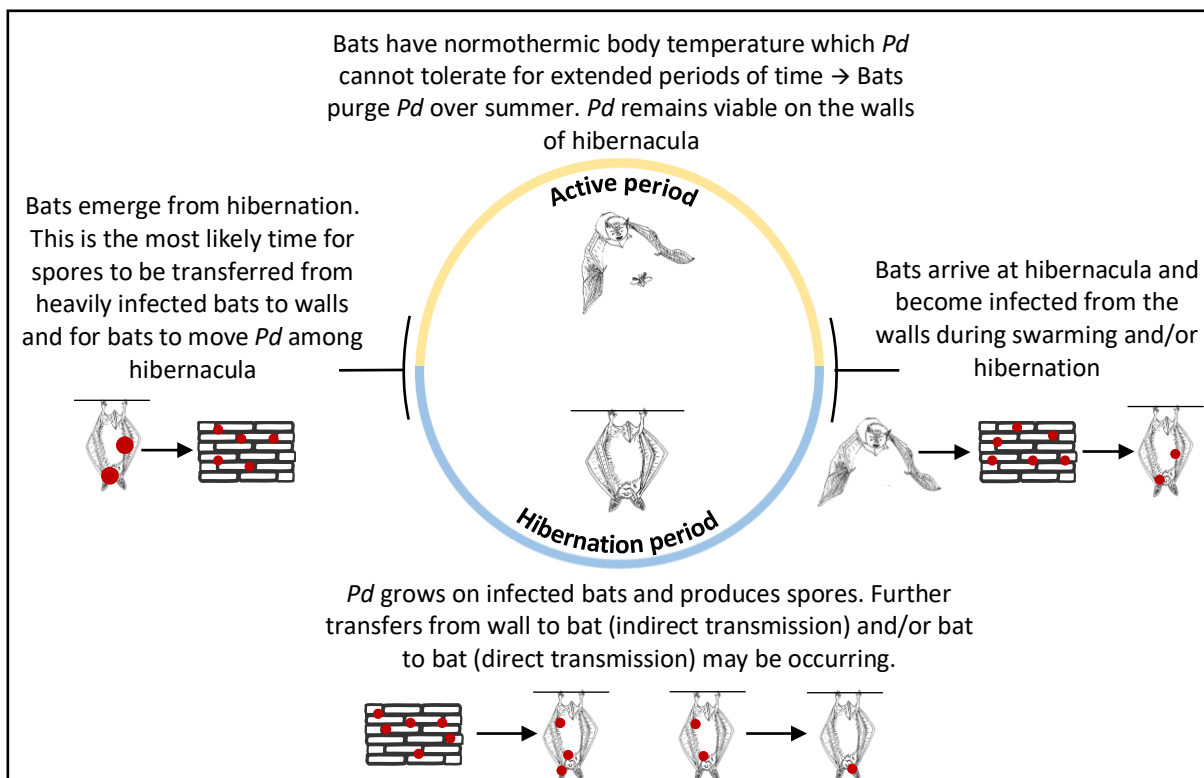 Bats have normothermic body temperature which Pd
cannot tolerate for extended periods of time → Bats
purge Pd over summer. Pd remains viable on the walls
of hibernacula
Active period
Bats emerge from hibernation.
This is the most likely time for
spores to be transferred from
heavily infected bats to walls
and for bats to move Pd among
hibernacula
Bats arrive at hibernacula and
become infected from the
walls during swarming and/or
hibernation
Hibernation period
Pd grows on infected bats and produces spores. Further
transfers from wall to bat (indirect transmission) and/or bat
to bat (direct transmission) may be occurring.